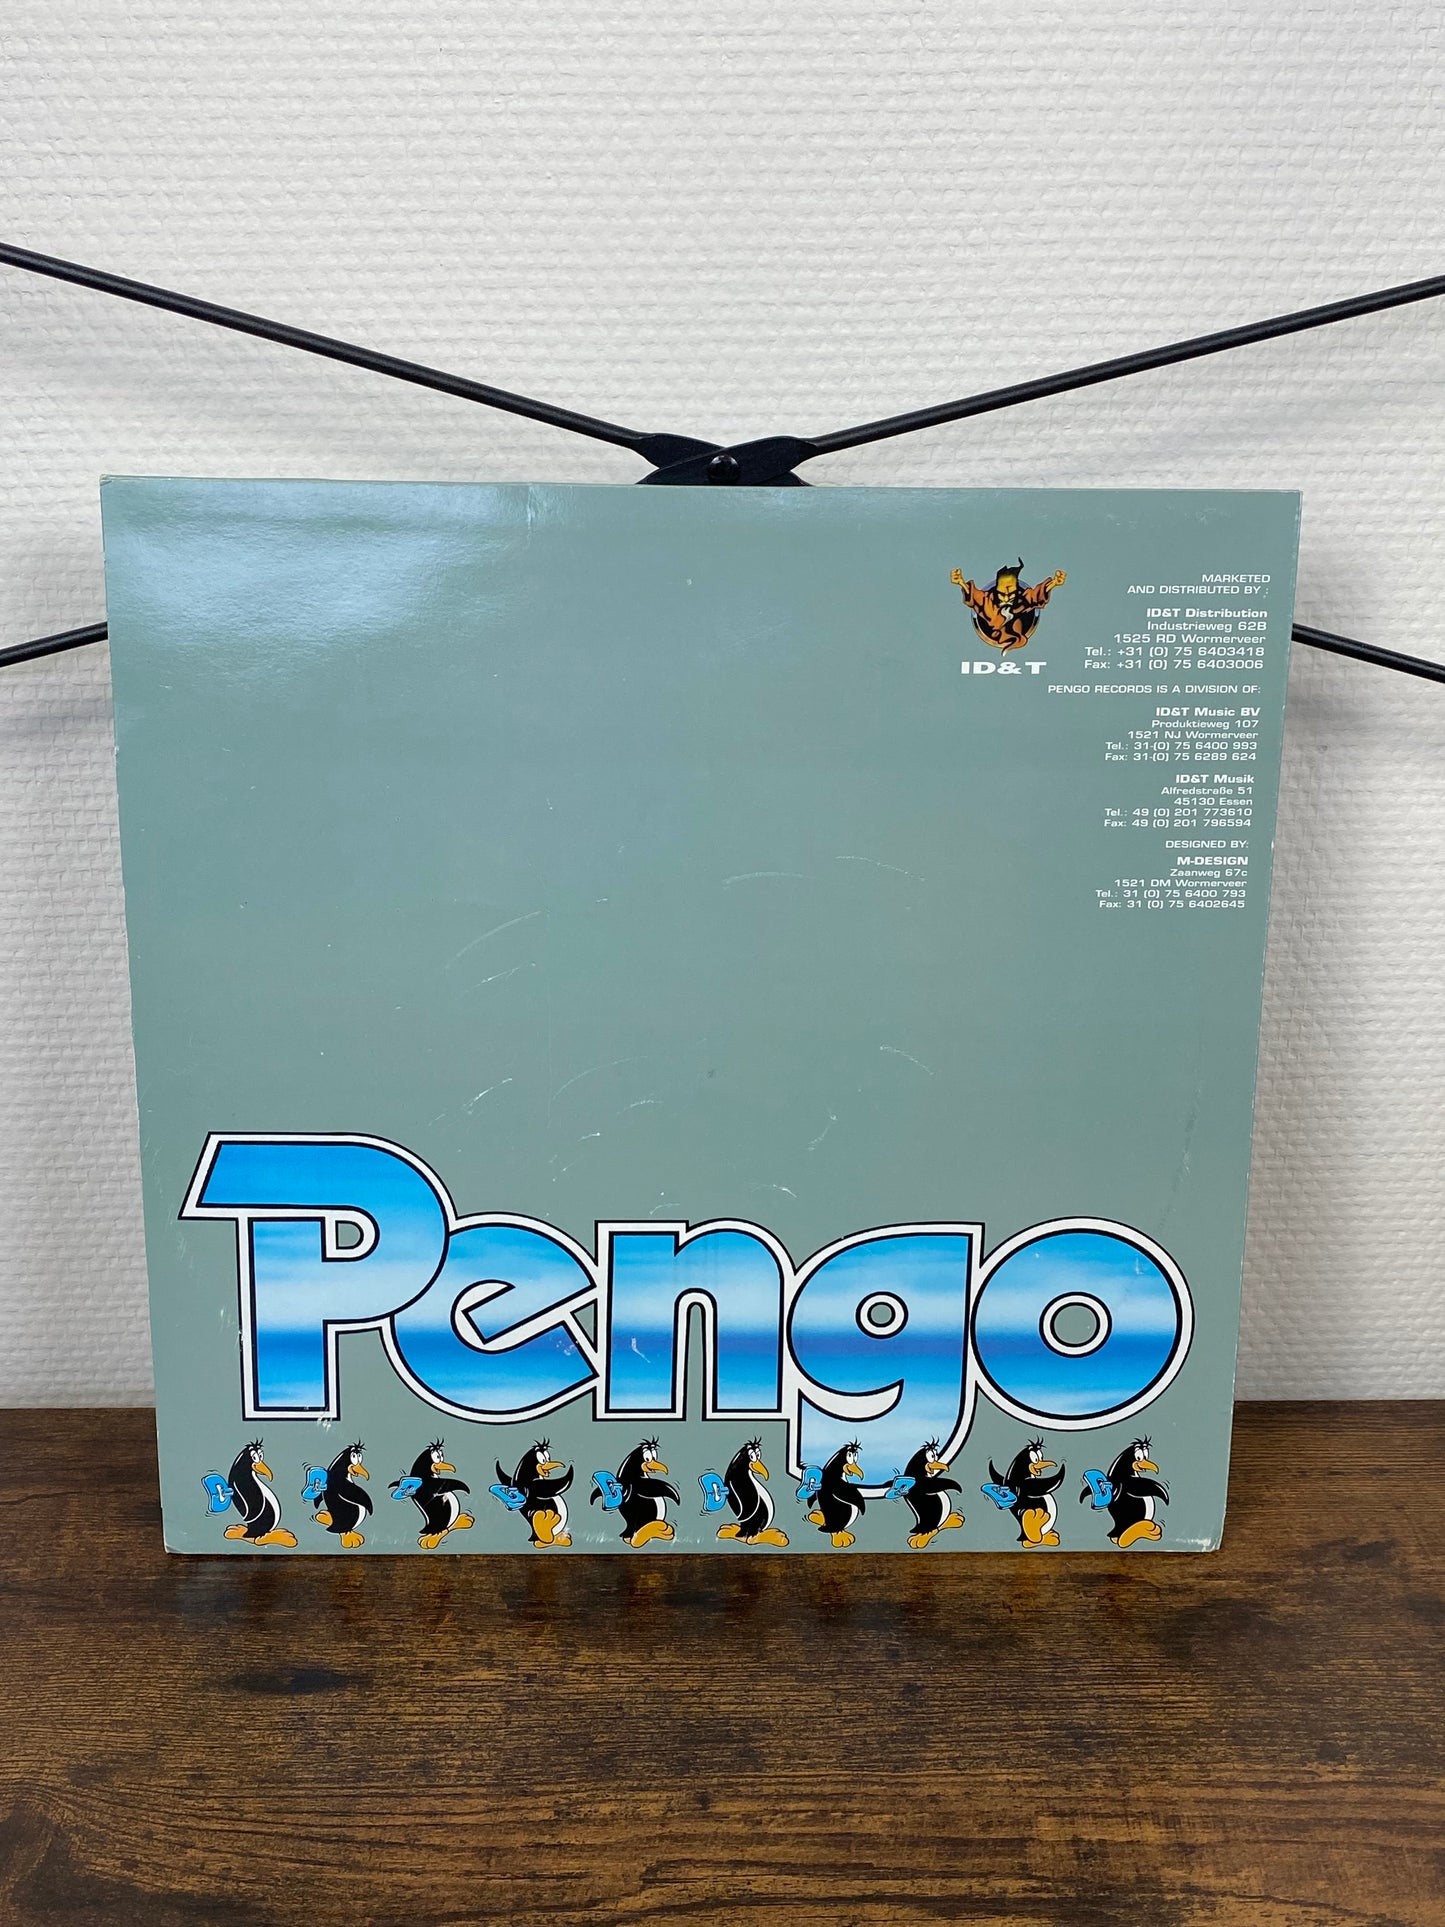 MARKETED
AND DISTRIBUTED BY :
ID&T Distribution
Industrieweg 62B
1525 RD Wormerveer
Tel.: +31 (0) 75 6403418
Fax: +31 (0) 75 6403006
ID&T
PENGO RECORDS IS A DIVISION OF:
ID&T Music BV
Produktieweg 107
1521 NJ Wormerveer
Tel.: 31-(0) 75 6400 993
Fax: 31-(0) 75 6289 624
ID&T Musik
Alfredstraße 51
45130 Essen
Tel.: 49 (0) 201 773610
Fax: 49 (0) 201 796594
DESIGNED BY:
M-DESIGN
Zaanweg 67c
1521 DM Wormerveer
Tel.: 31 (0) 75 6400 793
Fax: 31 (0) 75 6402645
Pengo